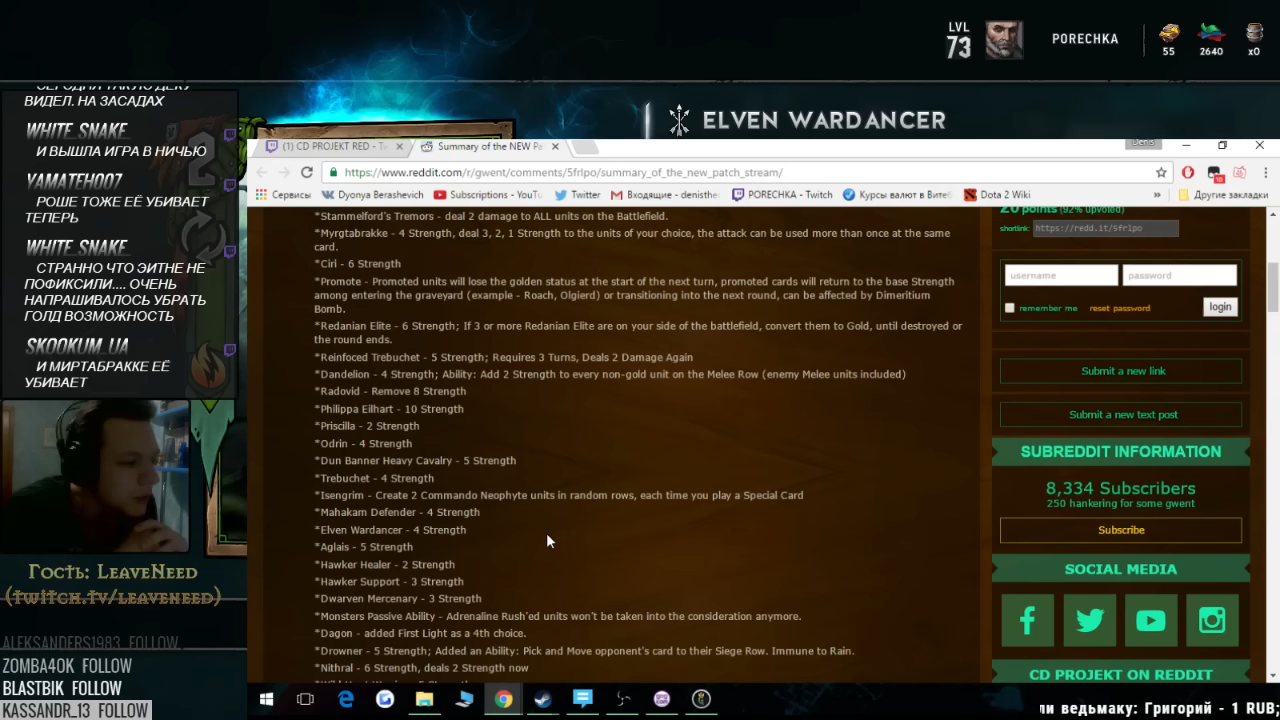 LVL
73
PORECHKA
55
2640
x0
ELVEN WARDANCER
ВИДЕЛ. НА ЗАСАДАХ
WHITE_SNAKE_
И ВЫШЛА ИГРА В НИЧЬЮ
YAMATEH007
РОШЕ ТОЖЕ ЕЁ УБИВАЕТ
ТЕПЕРЬ
WHITE_SNAKE_
СТРАННО ЧТО ЭИТНЕ НЕ
ПОФИКСИЛИ.... ОЧЕНЬ
НАПРАШИВАЛОСЬ УБРАТЬ
ГОЛД ВОЗМОЖНОСТЬ
SKOOKUM_UA
И МИРТАБРАККЕ ЕЁ
УБИВАЕТ
Гость: LeaveNeed
(twitch.tv/leaveneed)
ALEKSANDERS1983 FOLLOW
ZOMBA4OK FOLLOW
BLASTBIK FOLLOW
KASSANDR_13 FOLLOW
(1) CD PROJEKT RED - Tw
Summary of the NEW Pa
Denis
https://www.reddit.com/r/gwent/comments/5frlpo/summary_of_the_new_patch_stream/
Сервисы
Dyonya Berashevich
Subscriptions - YouTu
Twitter
Входящие - denisthe
PORECHKA - Twitch
Курсы валют в Вите
Dota 2 Wiki
»
Другие закладки
*Stammelford's Tremors - deal 2 damage to ALL units on the Battlefield.
*Myrgtabrakke - 4 Strength, deal 3, 2, 1 Strength to the units of your choice, the attack can be used more than once at the same
card.
*Ciri - 6 Strength
*Promote - Promoted units will lose the golden status at the start of the next turn, promoted cards will return to the base Strength
among entering the graveyard (example - Roach, Olgierd) or transitioning into the next round, can be affected by Dimeritium
Bomb.
*Redanian Elite - 6 Strength; If 3 or more Redanian Elite are on your side of the battlefield, convert them to Gold, until destroyed or
the round ends.
*Reinfoced Trebuchet - 5 Strength; Requires 3 Turns, Deals 2 Damage Again
*Dandelion - 4 Strength; Ability: Add 2 Strength to every non-gold unit on the Melee Row (enemy Melee units included)
*Radovid - Remove 8 Strength
*Philippa Eilhart - 10 Strength
*Priscilla - 2 Strength
*Odrin - 4 Strength
*Dun Banner Heavy Cavalry - 5 Strength
*Trebuchet - 4 Strength
*Isengrim - Create 2 Commando Neophyte units in random rows, each time you play a Special Card
*Mahakam Defender - 4 Strength
*Elven Wardancer - 4 Strength
*Aglais - 5 Strength
*Hawker Healer - 2 Strength
*Hawker Support - 3 Strength
*Dwarven Mercenary - 3 Strength
*Monsters Passive Ability - Adrenaline Rush'ed units won't be taken into the consideration anymore.
*Dagon - added First Light as a 4th choice.
*Drowner - 5 Strength; Added an Ability: Pick and Move opponent's card to their Siege Row. Immune to Rain.
*Nithral - 6 Strength, deals 2 Strength now
20 points (92% upvoted)
shortlink: https://redd.it/5frlpo
username
password
remember me
reset password
login
Submit a new link
Submit a new text post
SUBREDDIT INFORMATION
8,334 Subscribers
250 hankering for some gwent
Subscribe
SOCIAL MEDIA
CD PROJEKT ON REDDIT
ли ведьмаку: Григорий - 1 RUB;